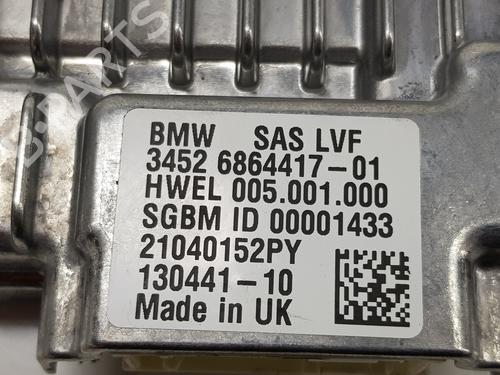 B-PARTS
BMW SAS LVF
3452 6864417-01
HWEL 005.001.000
SGBM ID 00001433
21040152PY
130441-10
Made in UK